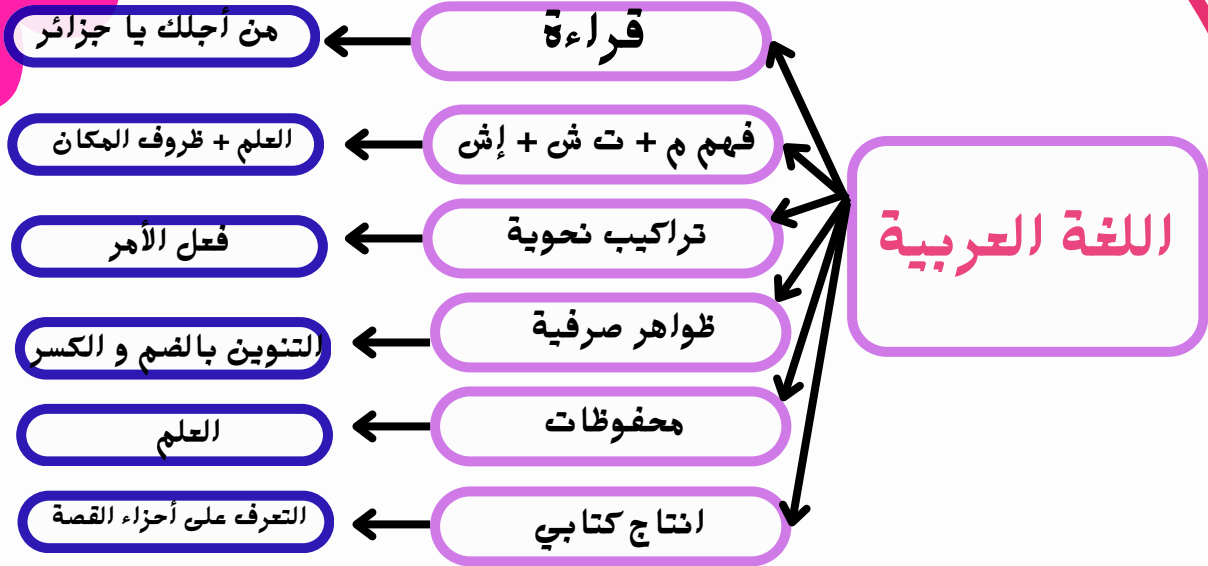 اللغة العربية
قراءة
من أجلك يا جزائر
فهم م + ت ش + إش
العلم + ظروف المكان
تراكيب نحوية
فعل الأمر
ظواهر صرفية
التنوين بالضم و الكسر
محفوظات
العلم
انتاج كتابي
التعرف على أحزاء القصة